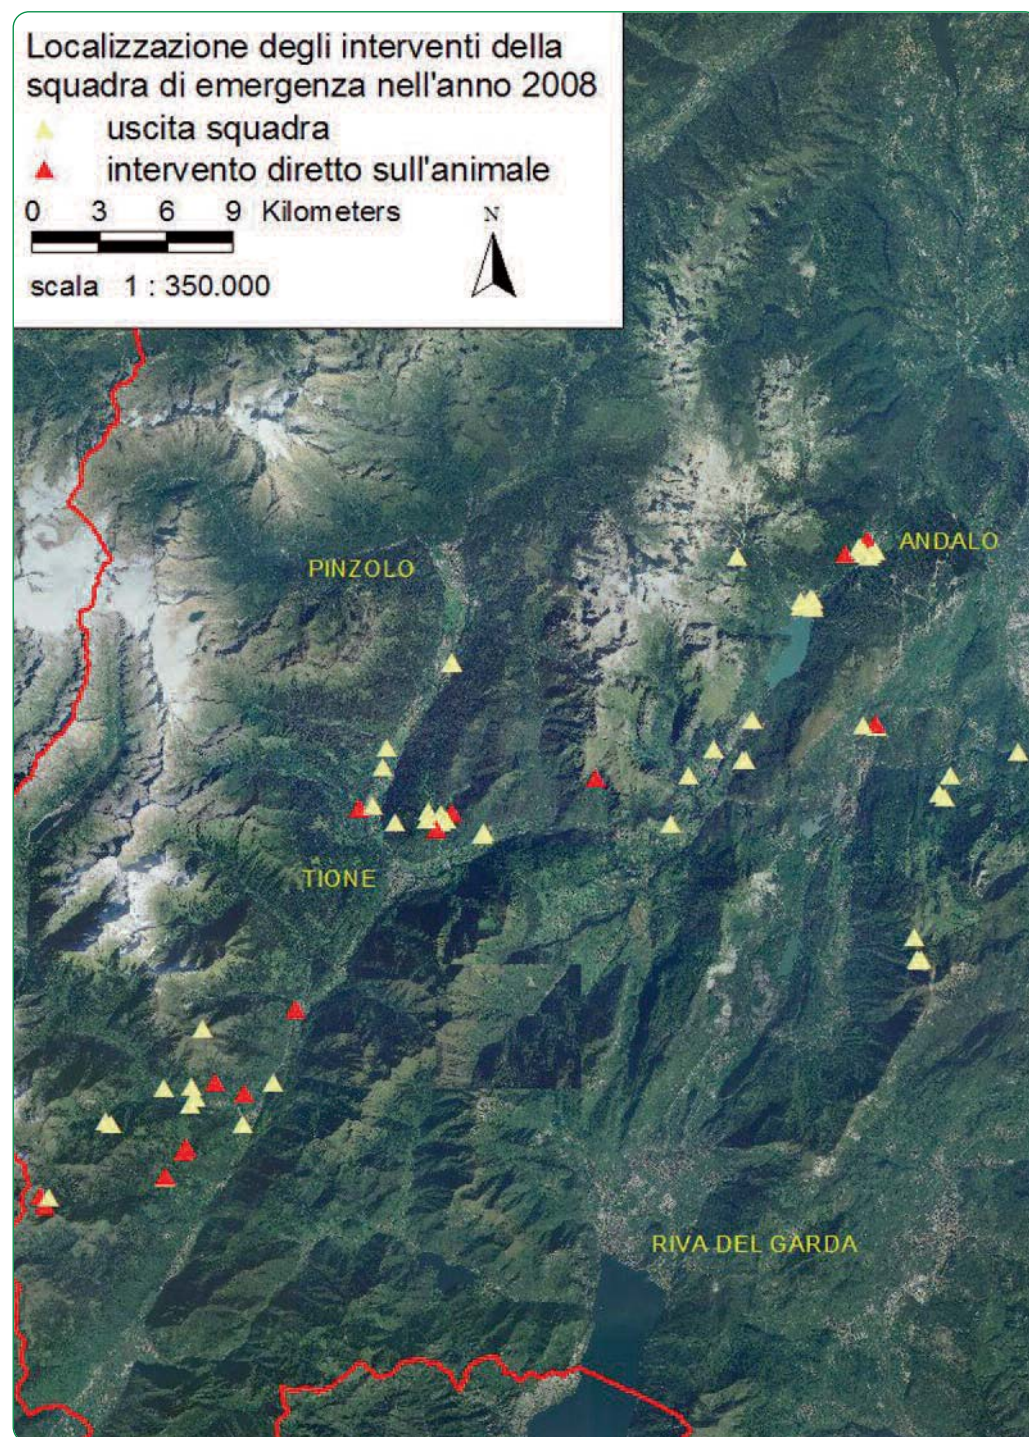 Localizzazione degli interventi della
squadra di emergenza nell'anno 2008
uscita squadra
intervento diretto sull'animale
0 3 6 9 Kilometers
N
scala 1 : 350.000
ANDALO
PINZOLO
TIONE
RIVA DEL GARDA